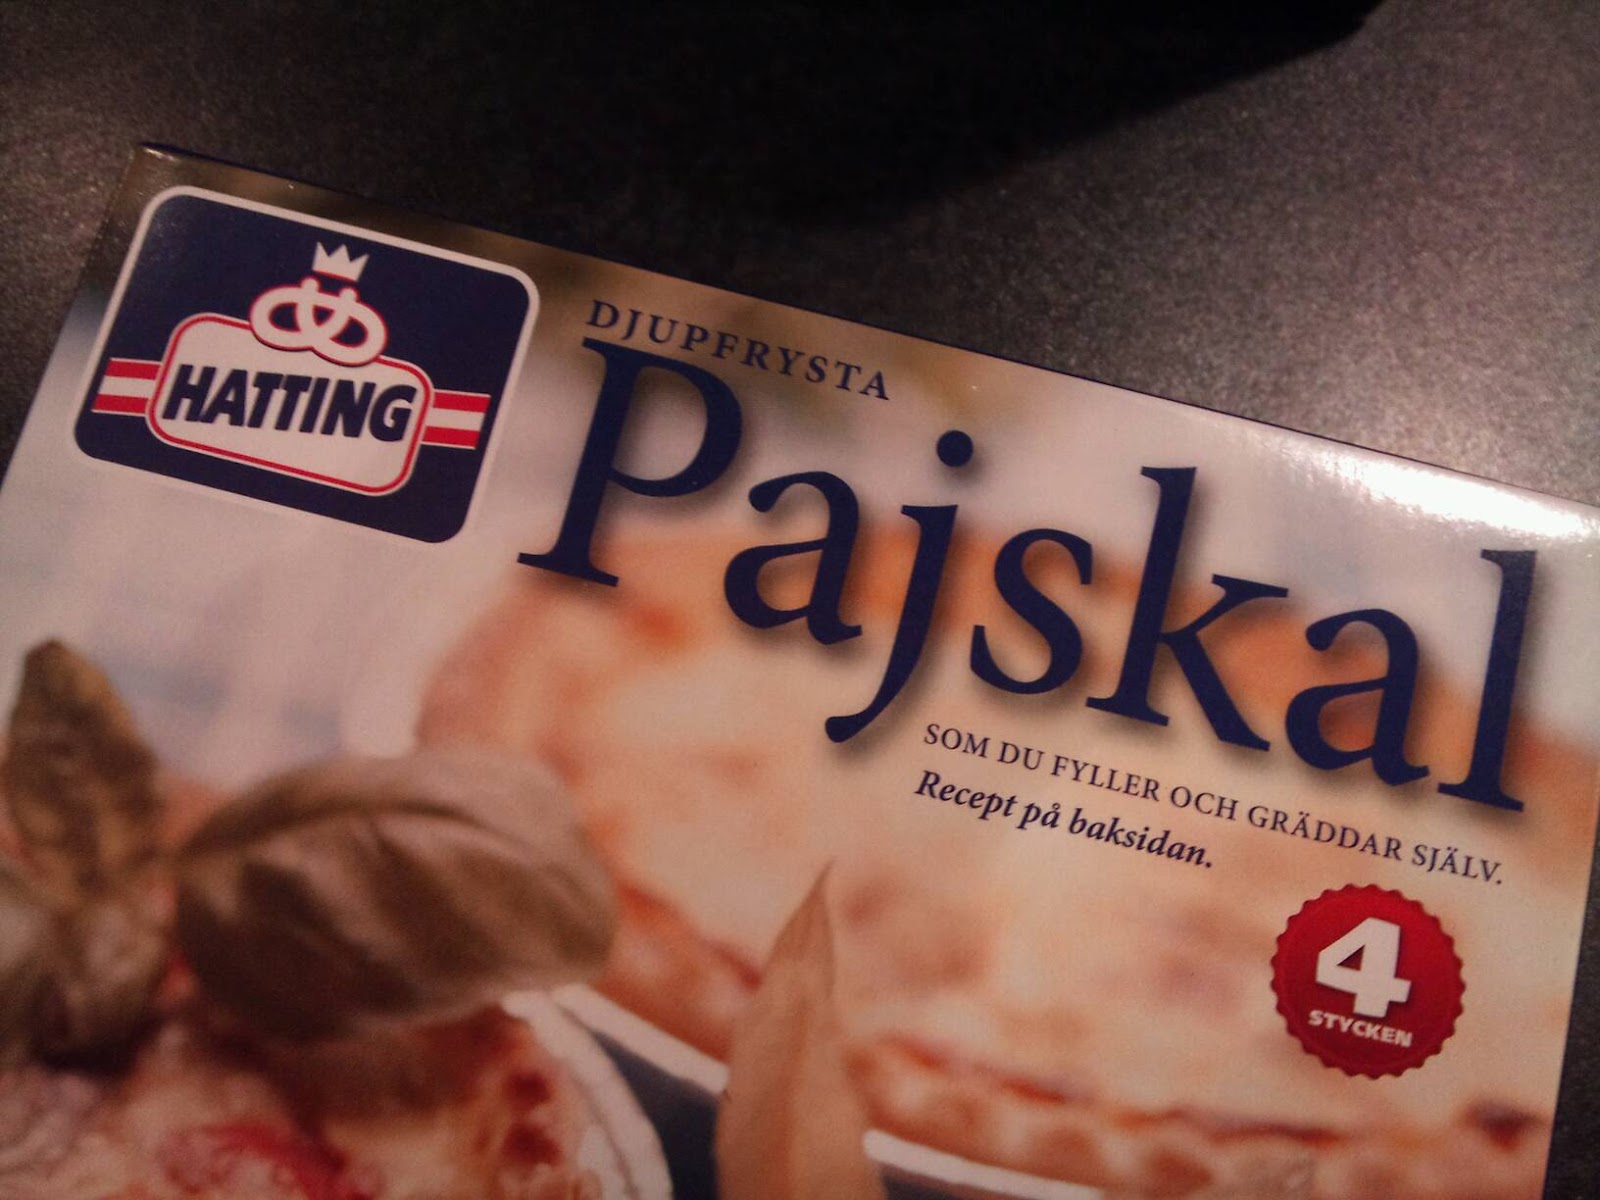 HATTING
DJUPFRYSTA
Pajskal
SOM DU FYLLER OCH GRÄDDAR SJÄLV.
Recept på baksidan.
4
STYCKEN